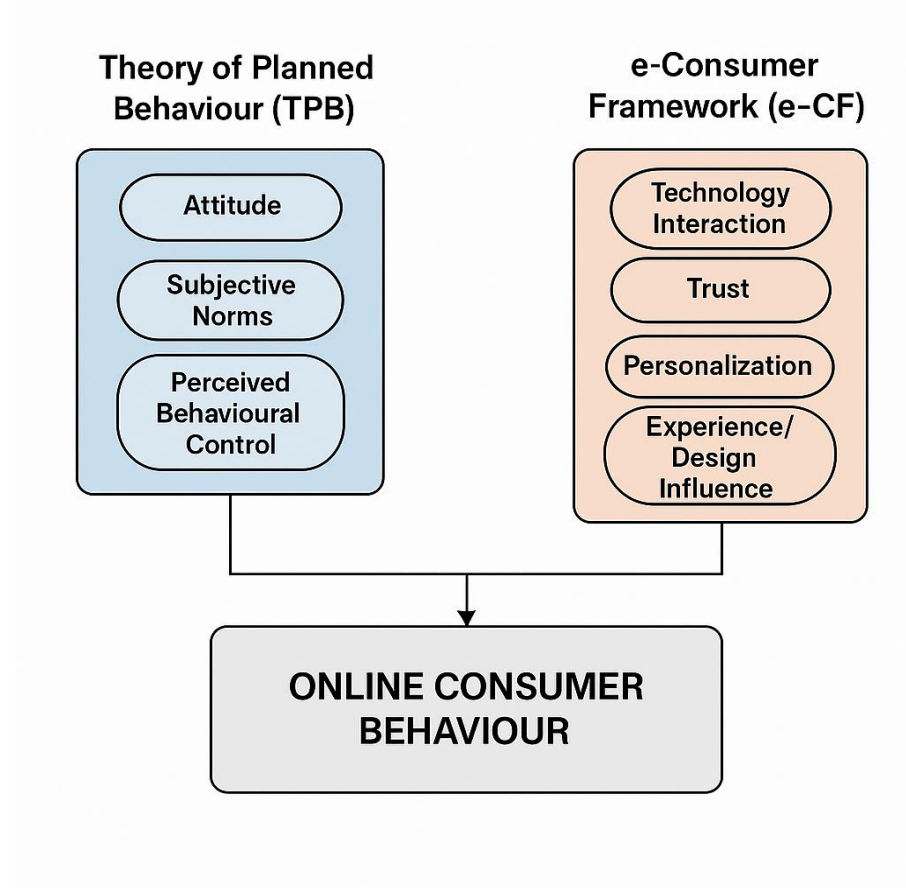 Theory of Planned
Behaviour (TPB)
Attitude
Subjective
Norms
Perceived
Behavioural
Control
e-Consumer
Framework (e-CF)
Technology
Interaction
Trust
Personalization
Experience/
Design
Influence
ONLINE CONSUMER
BEHAVIOUR